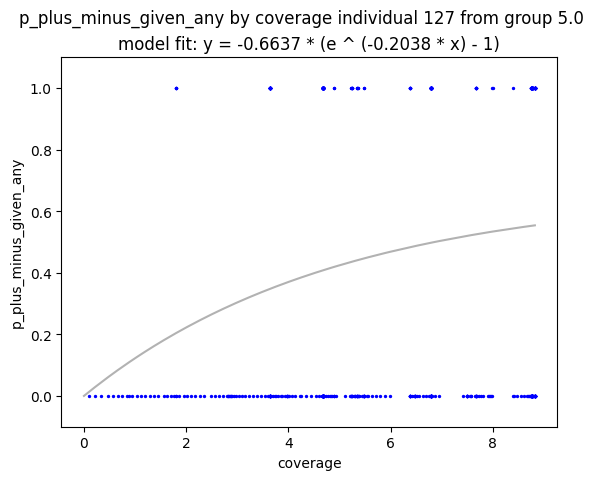 p_plus_minus_given_any by coverage individual 127 from group 5.0
model fit: y = -0.6637 * (e ^ (-0.2038 * x) - 1)
1.0
0.8
0.6
0.4
0.2
0.0
p_plus_minus_given_any
0 2 4 6 8
coverage